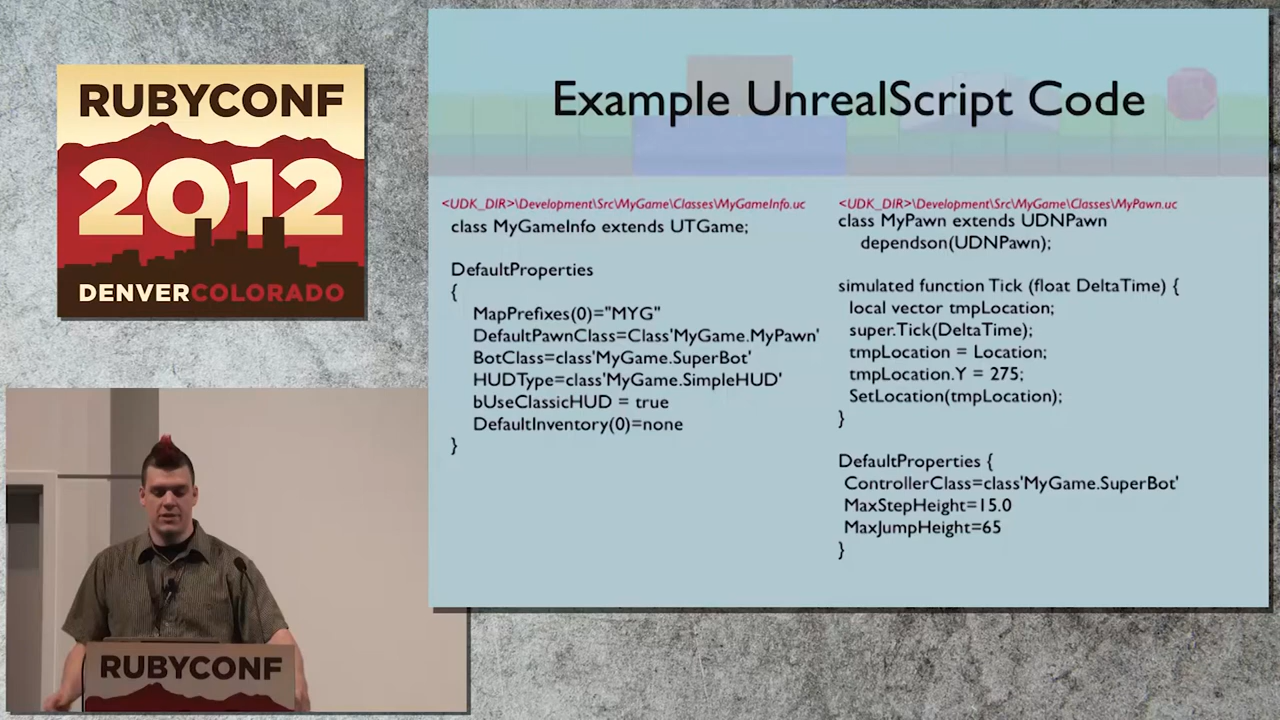 RUBYCONF
2012
DENVERCOLORADO
RUBYCONF
Example UnrealScript Code
<UDK_DIR>\Development\Src\MyGame\Classes\MyGameInfo.uc
class MyGameInfo extends UTGame;
DefaultProperties
{
MapPrefixes(0)="MYG"
DefaultPawnClass=Class'MyGame.MyPawn'
BotClass=class'MyGame.SuperBot'
HUDType=class'MyGame.SimpleHUD'
bUseClassicHUD = true
DefaultInventory(0)=none
}
<UDK_DIR>\Development\Src\MyGame\Classes\MyPawn.uc
class MyPawn extends UDNPawn
dependson(UDNPawn);
simulated function Tick (float DeltaTime) {
local vector tmpLocation;
super.Tick(DeltaTime);
tmpLocation = Location;
tmpLocation.Y = 275;
SetLocation(tmpLocation);
}
DefaultProperties {
ControllerClass=class'MyGame.SuperBot'
MaxStepHeight=15.0
MaxJumpHeight=65
}